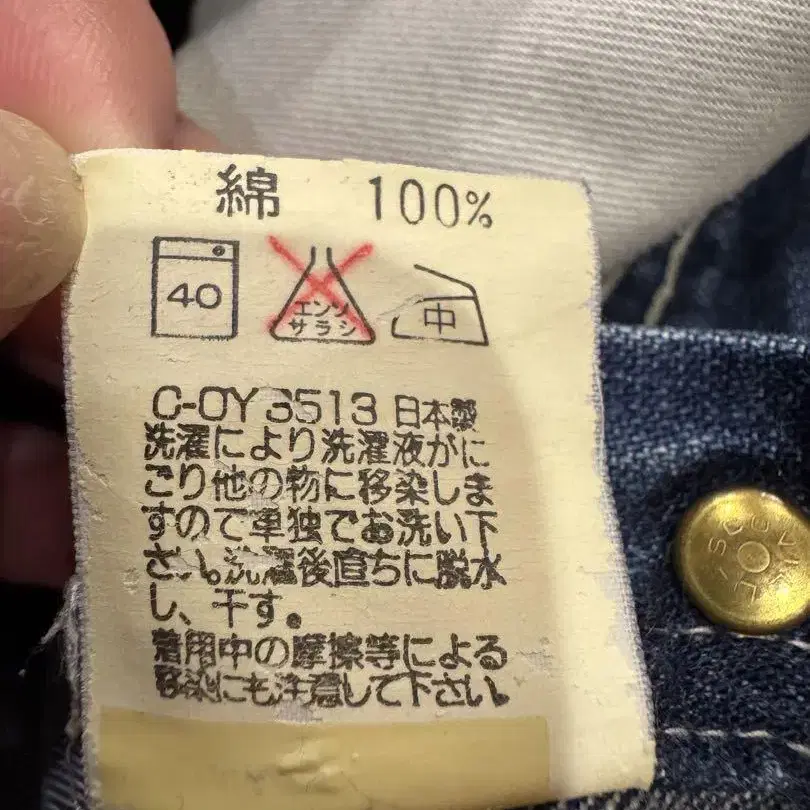 綿 100%
40
エンソ
サラシ
中
C-OY 3513 日本製
洗濯により洗濯液がに
ごり他の物に移染しま
すので単独でお洗い下
さい。洗濯後直ちに脱水
し、干す。
着用中の摩擦等による
移染にも注意して下さい。